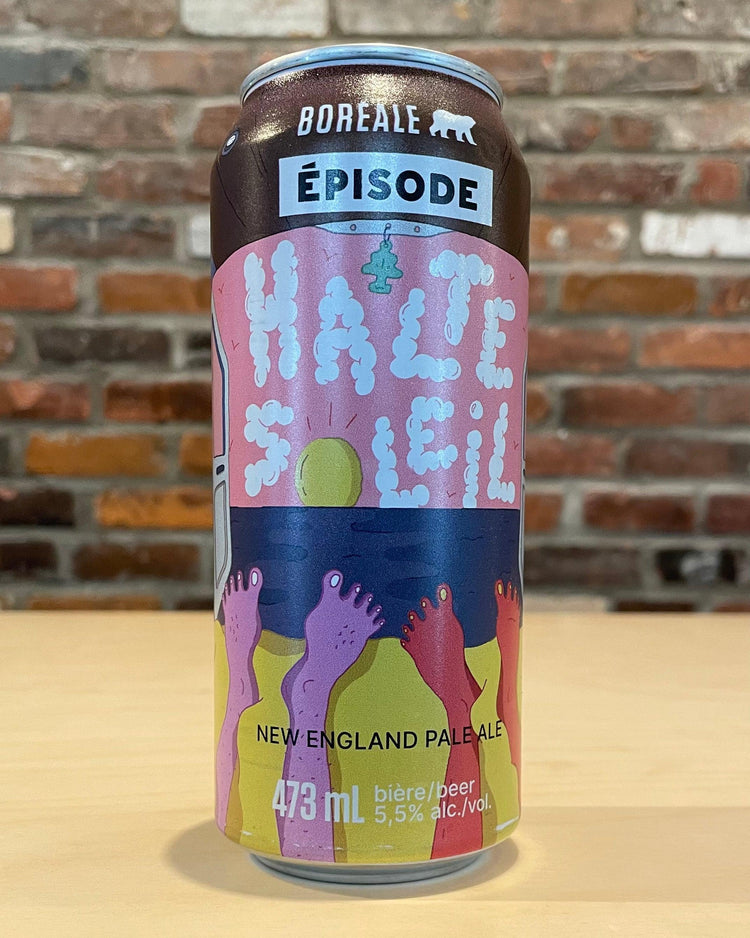 BORÉALE
ÉPISODE
HALTE
SOLEIL
NEW ENGLAND PALE ALE
473 mL bière/beer
5,5% alc./vol.